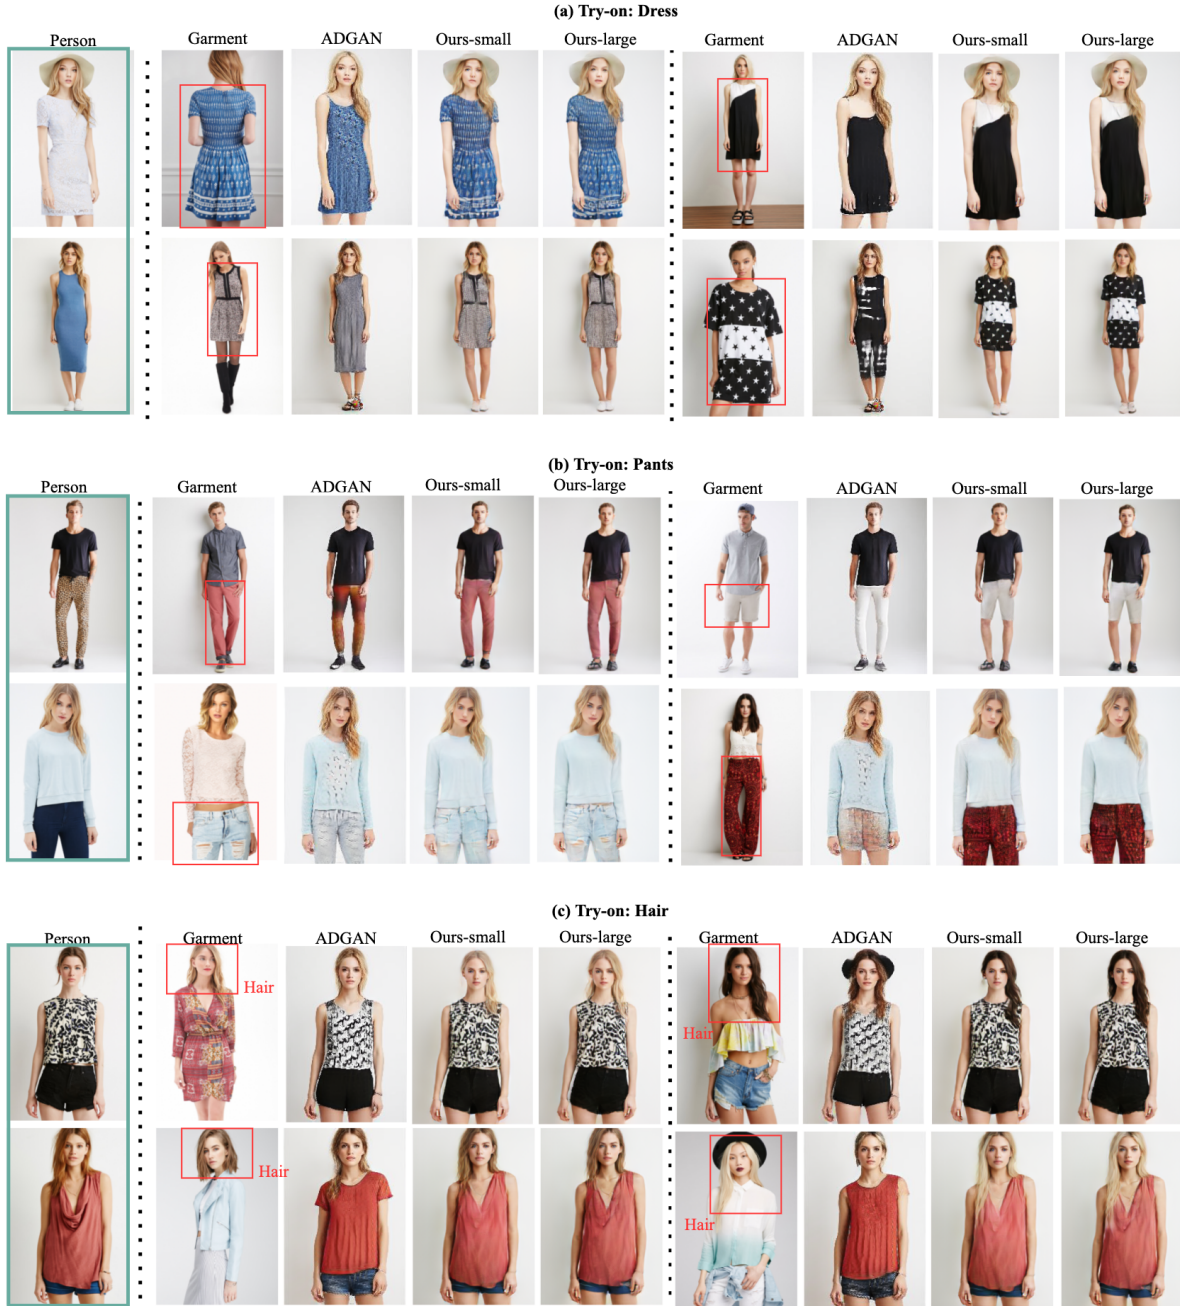 (a) Try-on: Dress
Person Garment ADGAN Ours-small Ours-large Garment ADGAN Ours-small Ours-large
(b) Try-on: Pants
Person Garment ADGAN Ours-small Ours-large Garment ADGAN Ours-small Ours-large
(c) Try-on: Hair
Person Garment ADGAN Ours-small Ours-large Garment ADGAN Ours-small Ours-large
Hair
Hair
Hair
Hair